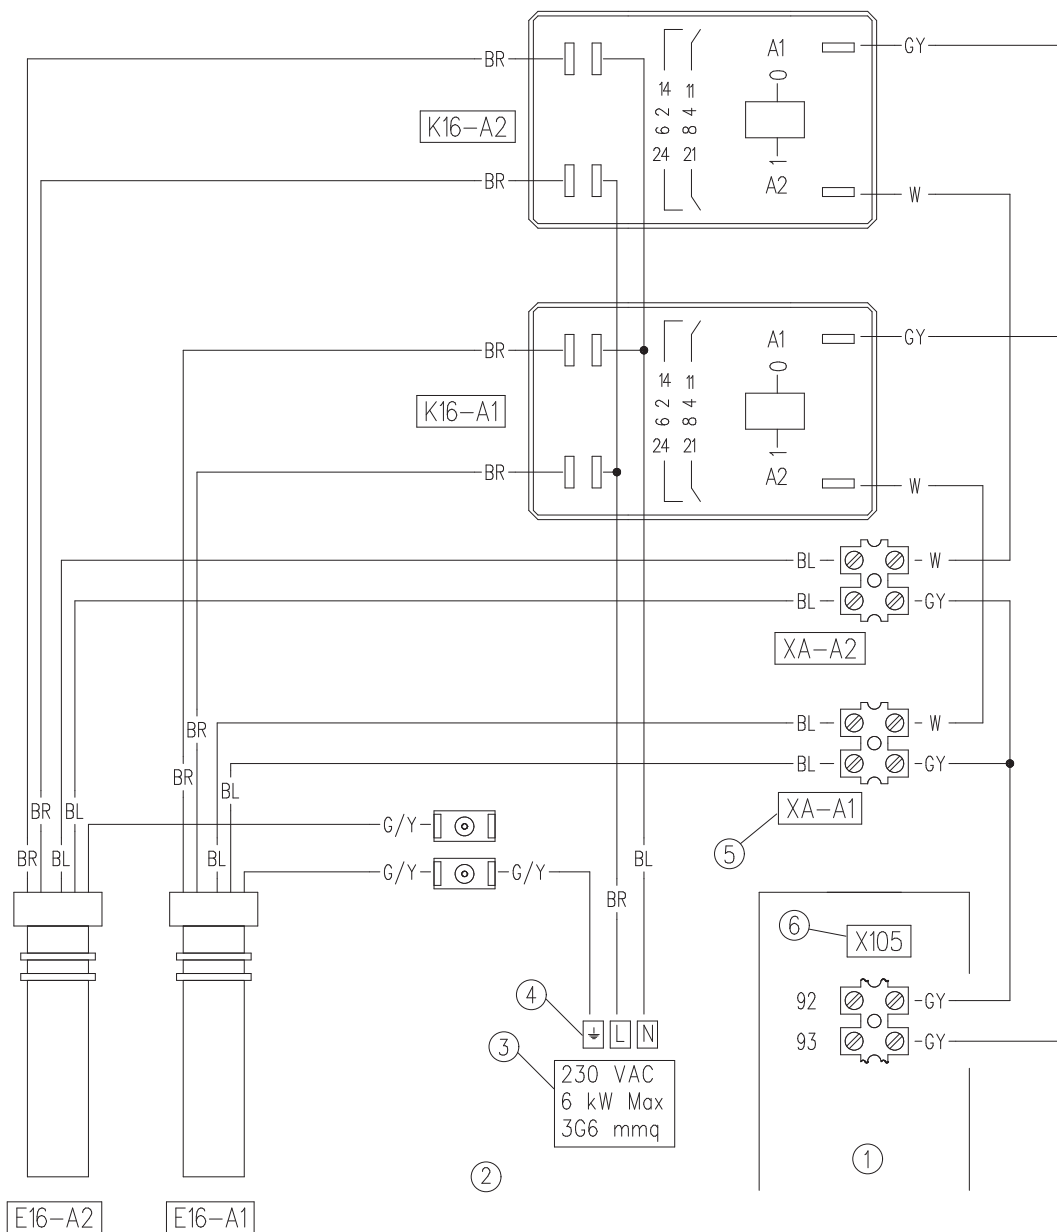 BR
A1
GY
0
14 11
K16-A2
2 4
6 8
24 21
1
BR
A2
W
BR
A1
GY
0
14 11
K16-A1
2 4
6 8
24 21
1
BR
A2
W
BL
W
BL
GY
XA-A2
BR
BL
W
BR
BL
GY
BL
BR
BL
XA-A1
G/Y
5
BR
BL
BL
BL
G/Y
G/Y
BR
6
X105
4
92
GY
L
N
93
GY
3
230 VAC
6 kW Max
3G6 mmq
2
1
E16-A2
E16-A1